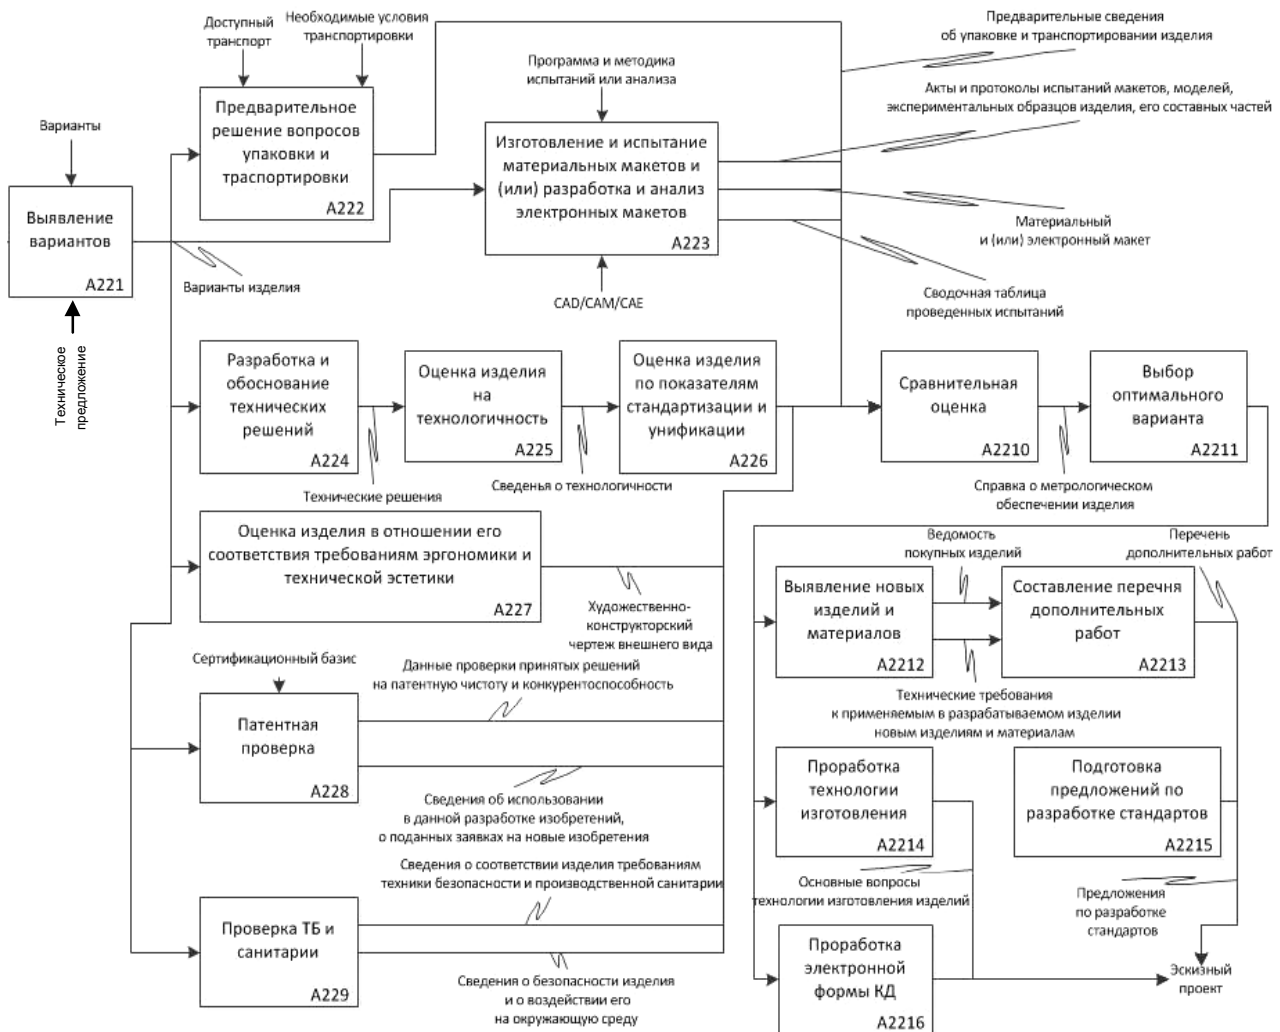 Доступный
транспорт
Необходимые условия
транспортировки
Предварительные сведения
об упаковке и транспортировании изделия
Программа и методика
испытаний или анализа
Акты и протоколы испытаний макетов, моделей,
экспериментальных образцов изделия, его составных частей
Варианты
Предварительное
решение вопросов
упаковки и
траспортировки
A222
Изготовление и испытание
материальных макетов и
(или) разработка и анализ
электронных макетов
A223
Выявление
вариантов
A221
Материальный
и (или) электронный макет
Варианты изделия
CAD/CAM/CAE
Сводочная таблица
проведенных испытаний
Техническое
предложение
Разработка и
обоснование
технических
решений
A224
Оценка изделия
на
технологичность
A225
Оценка изделия
по показателям
стандартизации и
унификации
A226
Сравнительная
оценка
A2210
Выбор
оптимального
варианта
A2211
Технические решения
Сведенья о технологичности
Справка о метрологическом
обеспечении изделия
Оценка изделия в отношении его
соответствия требованиям эргономики и
технической эстетики
A227
Ведомость
покупных изделий
Перечень
дополнительных работ
Художественно-
конструкторский
чертеж внешнего вида
Выявление новых
изделий и
материалов
A2212
Составление перечня
дополнительных
работ
A2213
Сертификационный базис
Данные проверки принятых решений
на патентную чистоту и конкурентоспособность
Технические требования
к применяемым в разрабатываемом изделии
новым изделиям и материалам
Патентная
проверка
A228
Сведения об использовании
в данной разработке изобретений,
о поданных заявках на новые изобретения
Проработка
технологии
изготовления
A2214
Подготовка
предложений по
разработке стандартов
A2215
Сведения о соответствии изделия требованиям
техники безопасности и производственной санитарии
Основные вопросы
технологии изготовления изделий
Предложения
по разработке
стандартов
Проверка ТБ и
санитарии
A229
Сведения о безопасности изделия
и о воздействии его
на окружающую среду
Проработка
электронной
формы КД
A2216
Эскизный
проект